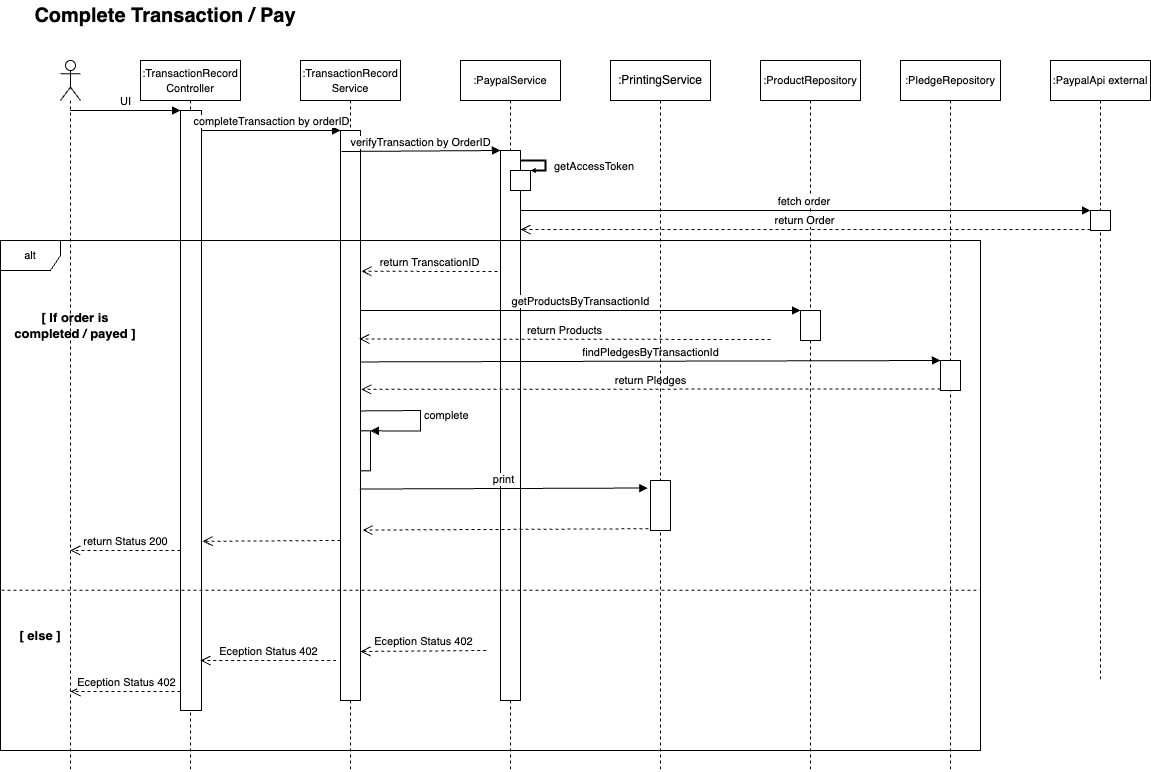 Complete Transaction / Pay
:TransactionRecord
Controller
:TransactionRecord
Service
:PaypalService
:PrintingService
:ProductRepository
:PledgeRepository
:PaypalApi external
UI
completeTransaction by orderID
verifyTransaction by OrderID
getAccessToken
fetch order
return Order
alt
return TranscationID
[ If order is
completed / payed ]
getProductsByTransactionId
return Products
findPledgesByTransactionId
return Pledges
complete
print
return Status 200
[ else ]
Eception Status 402
Eception Status 402
Eception Status 402